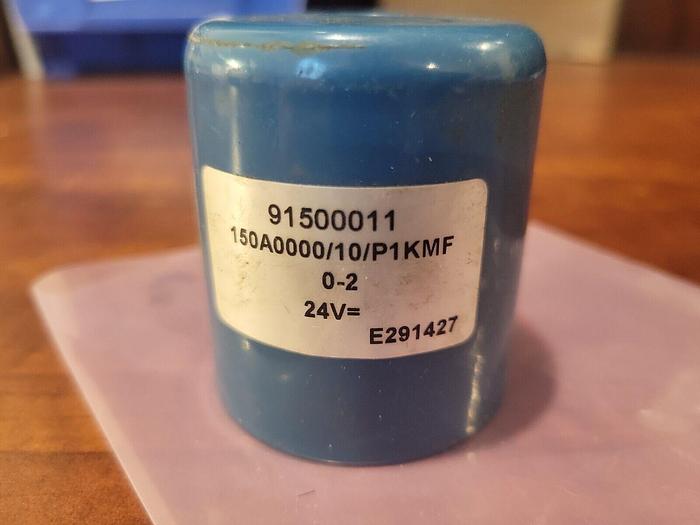 91500011
150A0000/10/P1KMF
0-2
24V=
E291427